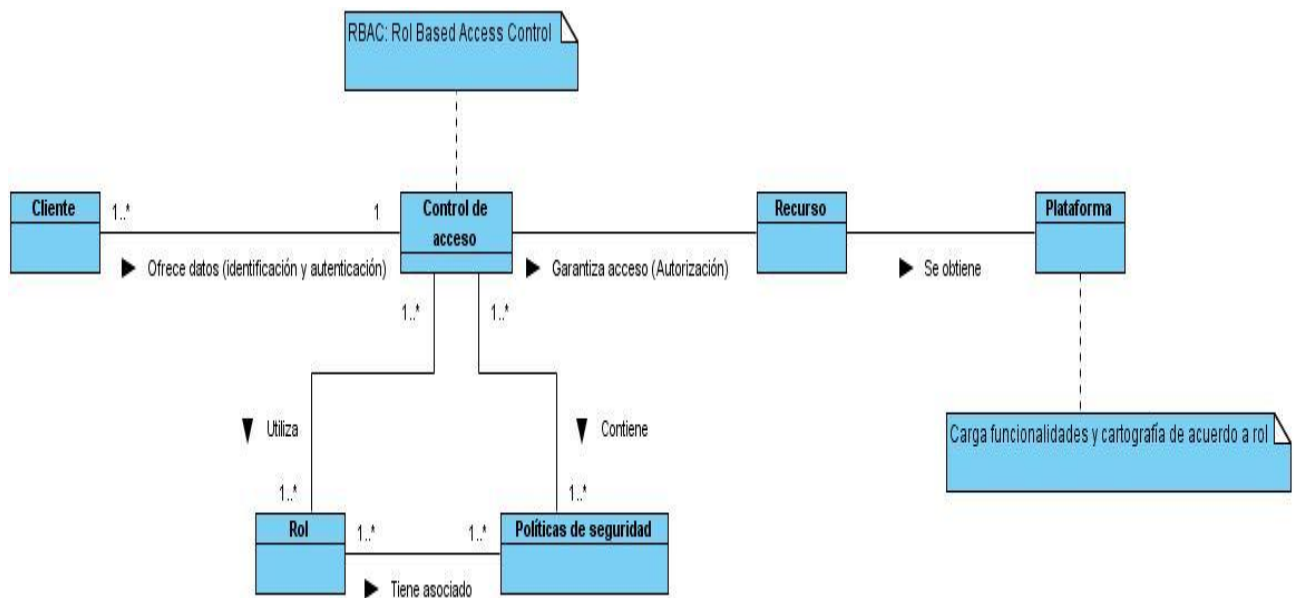 RBAC: Rol Based Access Control
Cliente
1..*
1
Control de
acceso
Recurso
Plataforma
Ofrece datos (identificación y autenticación)
Garantiza acceso (Autorización)
Se obtiene
1..*
1..*
Utiliza
Contiene
Carga funcionalidades y cartografía de acuerdo a rol
1..*
1..*
Rol
1..*
1..*
Políticas de seguridad
Tiene asociado